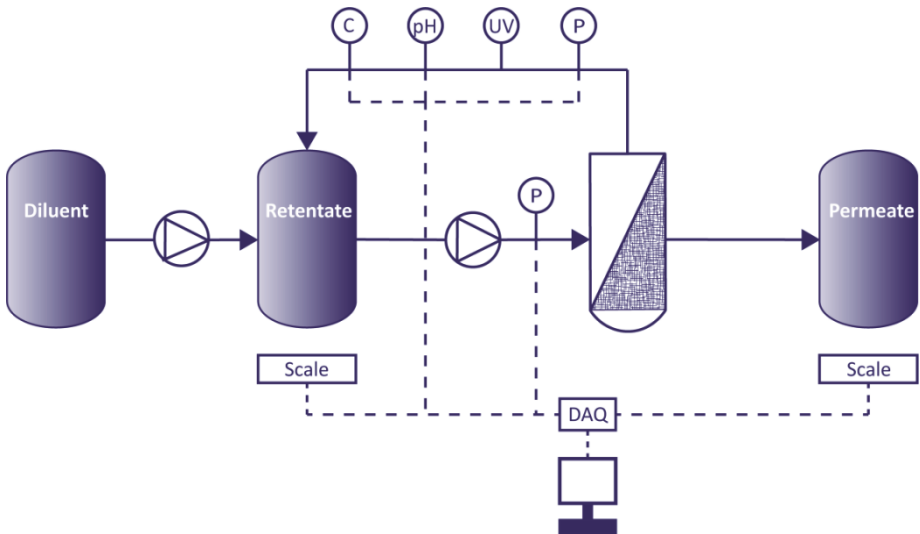 C
pH
UV
P
P
Diluent
Retentate
Permeate
Scale
Scale
DAQ